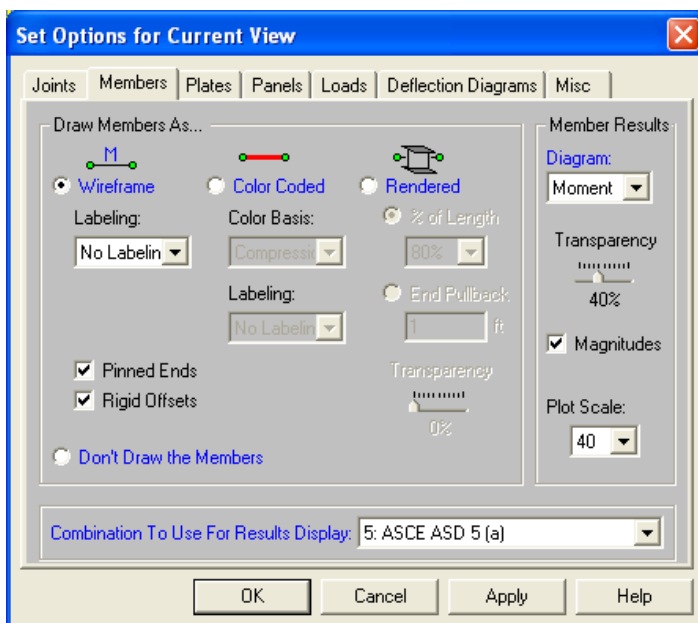 Set Options for Current View
Joints Members Plates Panels Loads Deflection Diagrams Misc
Draw Members As... Member Results
M
Wireframe Color Coded Rendered Diagram:
Moment
Labeling: Color Basis: % of Length
No Labelin Compressic 80% Transparency
40%
Labeling: End Pullback
No Labelin 1 ft
Magnitudes
Pinned Ends Transparency
Rigid Offsets
0%
Plot Scale:
40
Don't Draw the Members
Combination To Use For Results Display: 5: ASCE ASD 5 (a)
OK Cancel Apply Help